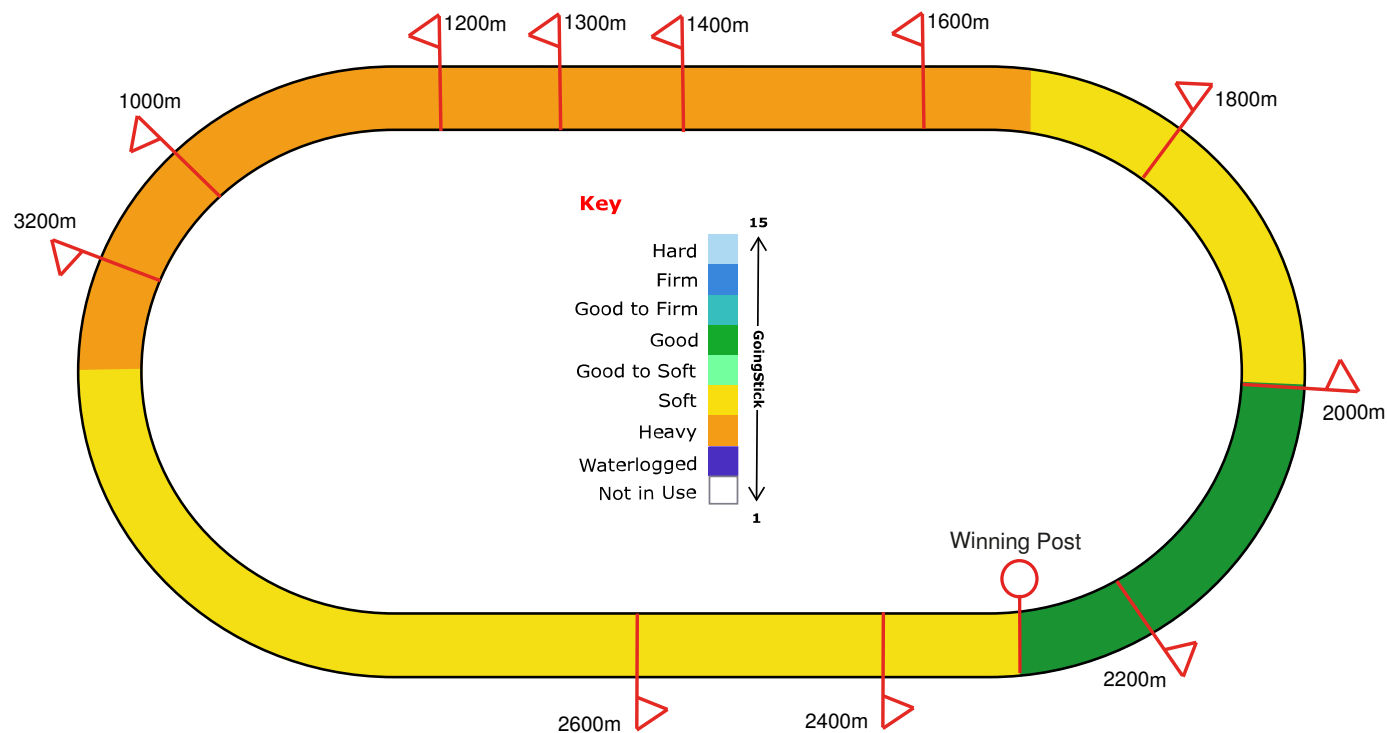 1200m
1300m
1400m
1600m
1800m
1000m
3200m
2000m
Key
15
Hard
Firm
Good to Firm
Good
Good to Soft
Soft
Heavy
Waterlogged
Not in Use
GoingStick
1
Winning Post
2200m
2400m
2600m